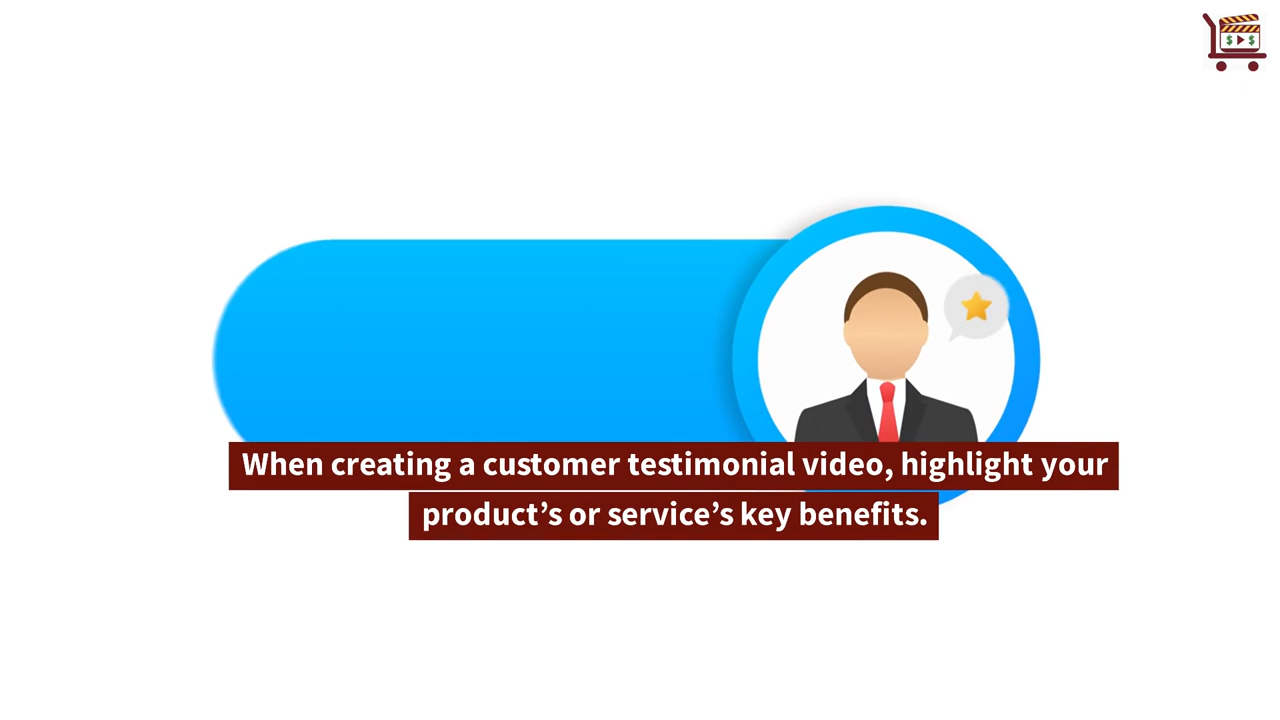 When creating a customer testimonial video, highlight your
product’s or service’s key benefits.
$ $